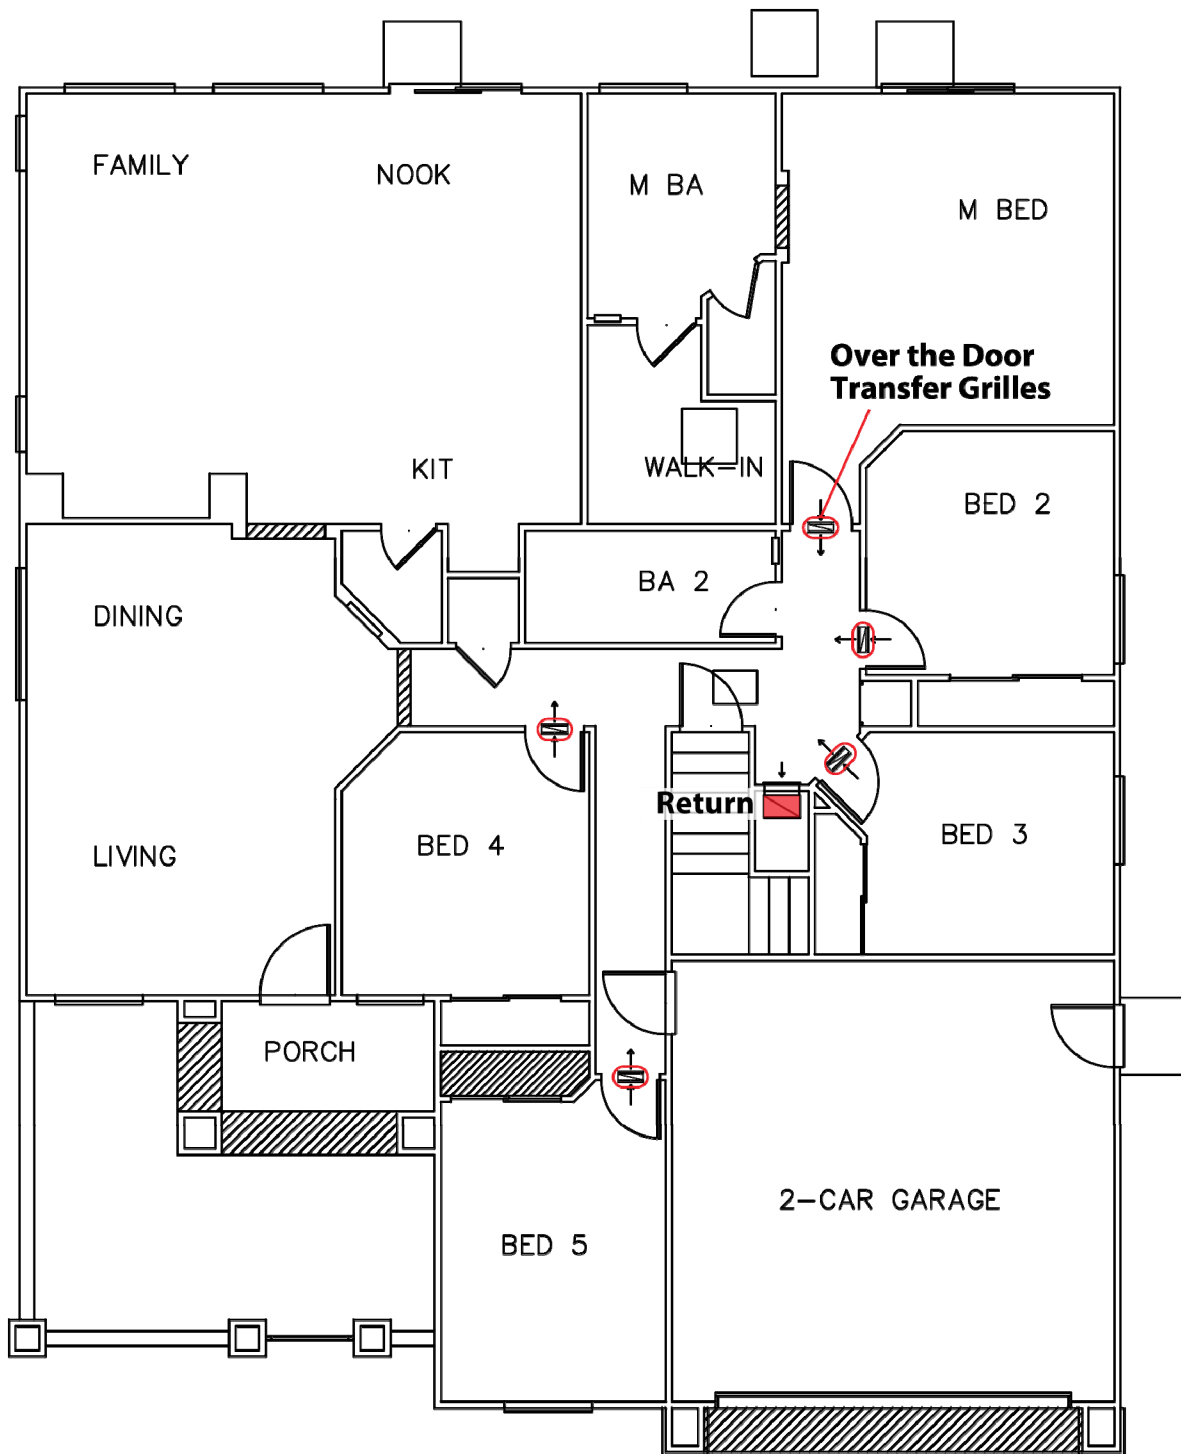 FAMILY
NOOK
M BA
M BED
Over the Door
Transfer Grilles
KIT
WALK-IN
BED 2
BA 2
DINING
Return
BED 4
BED 3
LIVING
PORCH
2-CAR GARAGE
BED 5